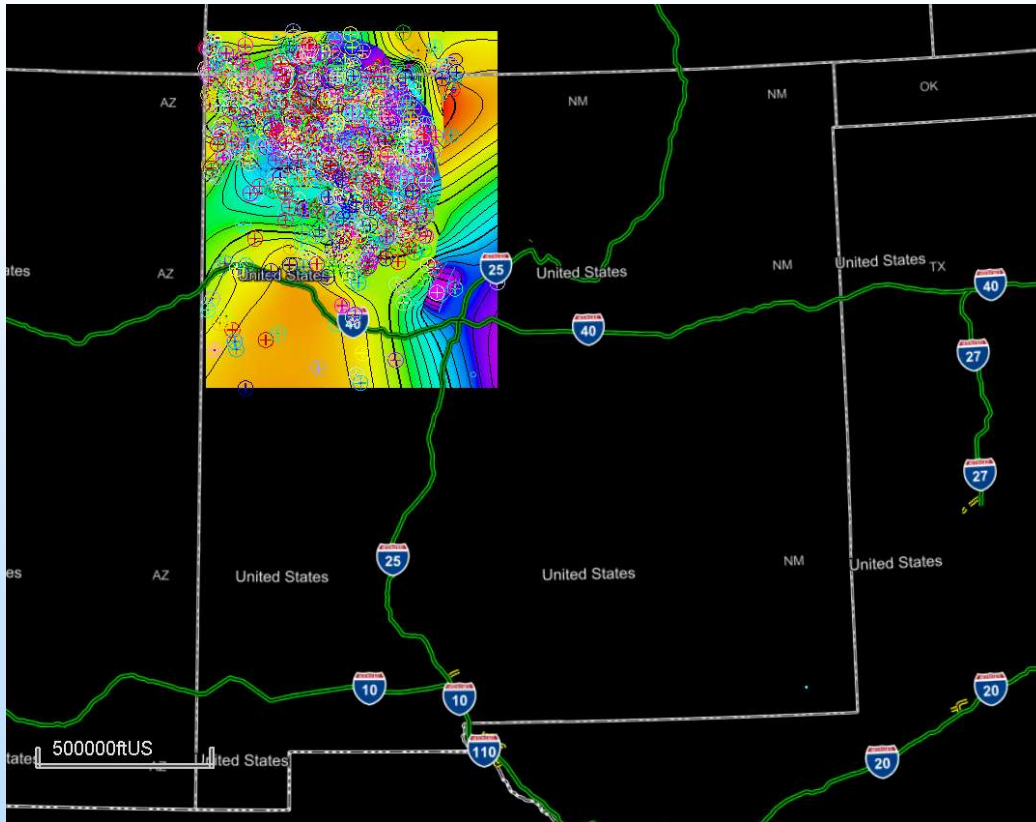 AZ
NM
NM
OK
ates
AZ
United States
25
United States
NM
United States
TX
40
40
40
27
27
25
es
AZ
United States
United States
NM
United States
10
10
20
500000ftUS
110
tates
AZ
United States
20